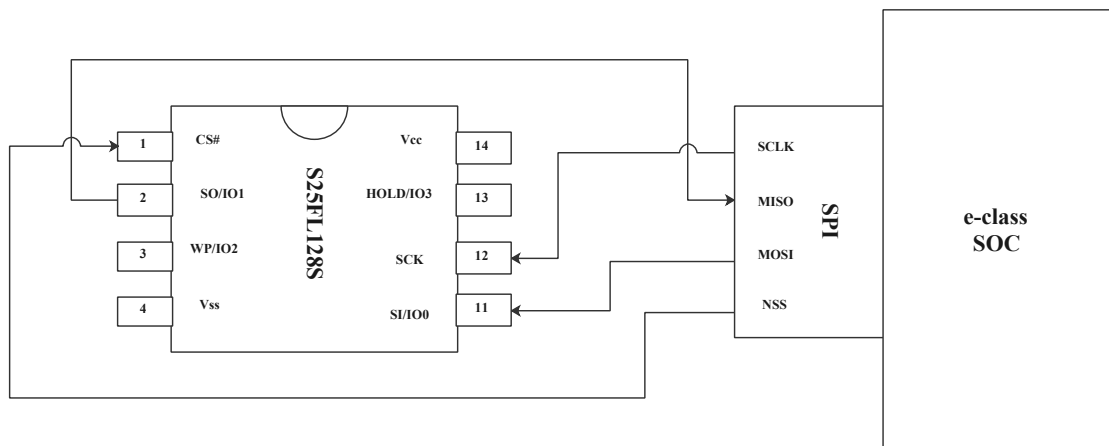 1
CS#
Vcc
14
2
SO/IO1
HOLD/IO3
13
3
WP/IO2
SCK
12
4
Vss
SI/IO0
11
S25FL128S
SCLK
MISO
MOSI
NSS
SPI
e-class
SOC